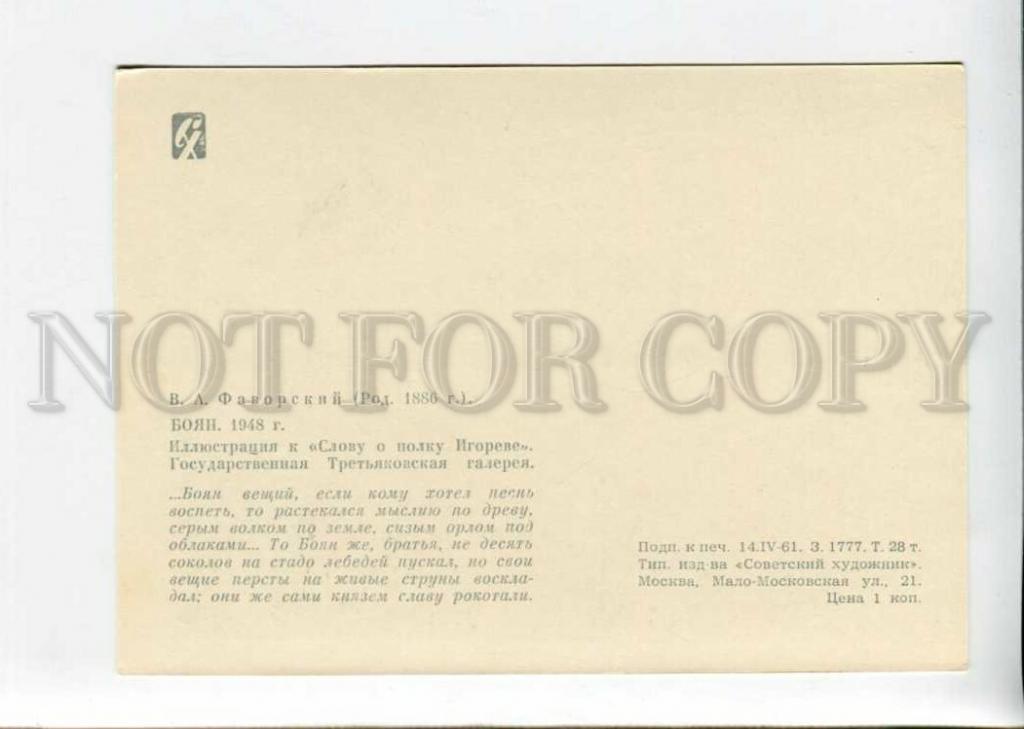 СХ
NOT FOR COPY
В. А. Фаворский (Род. 1886 г.).
БОЯН. 1948 г.
Иллюстрация к «Слову о полку Игореве».
Государственная Третьяковская галерея.
...Боян вещий, если кому хотел песнь
воспеть, то растекался мыслию по древу,
серым волком по земле, сизым орлом под
облаками... То Боян же, братья, не десять
соколов на стадо лебедей пускал, но свои
вещие персты на живые струны воскла-
дал; они же сами князем славу рокотали.
Подп. к печ. 14.IV-61. З. 1777. Т. 28 т.
Тип. изд-ва «Советский художник».
Москва, Мало-Московская ул., 21.
Цена 1 коп.